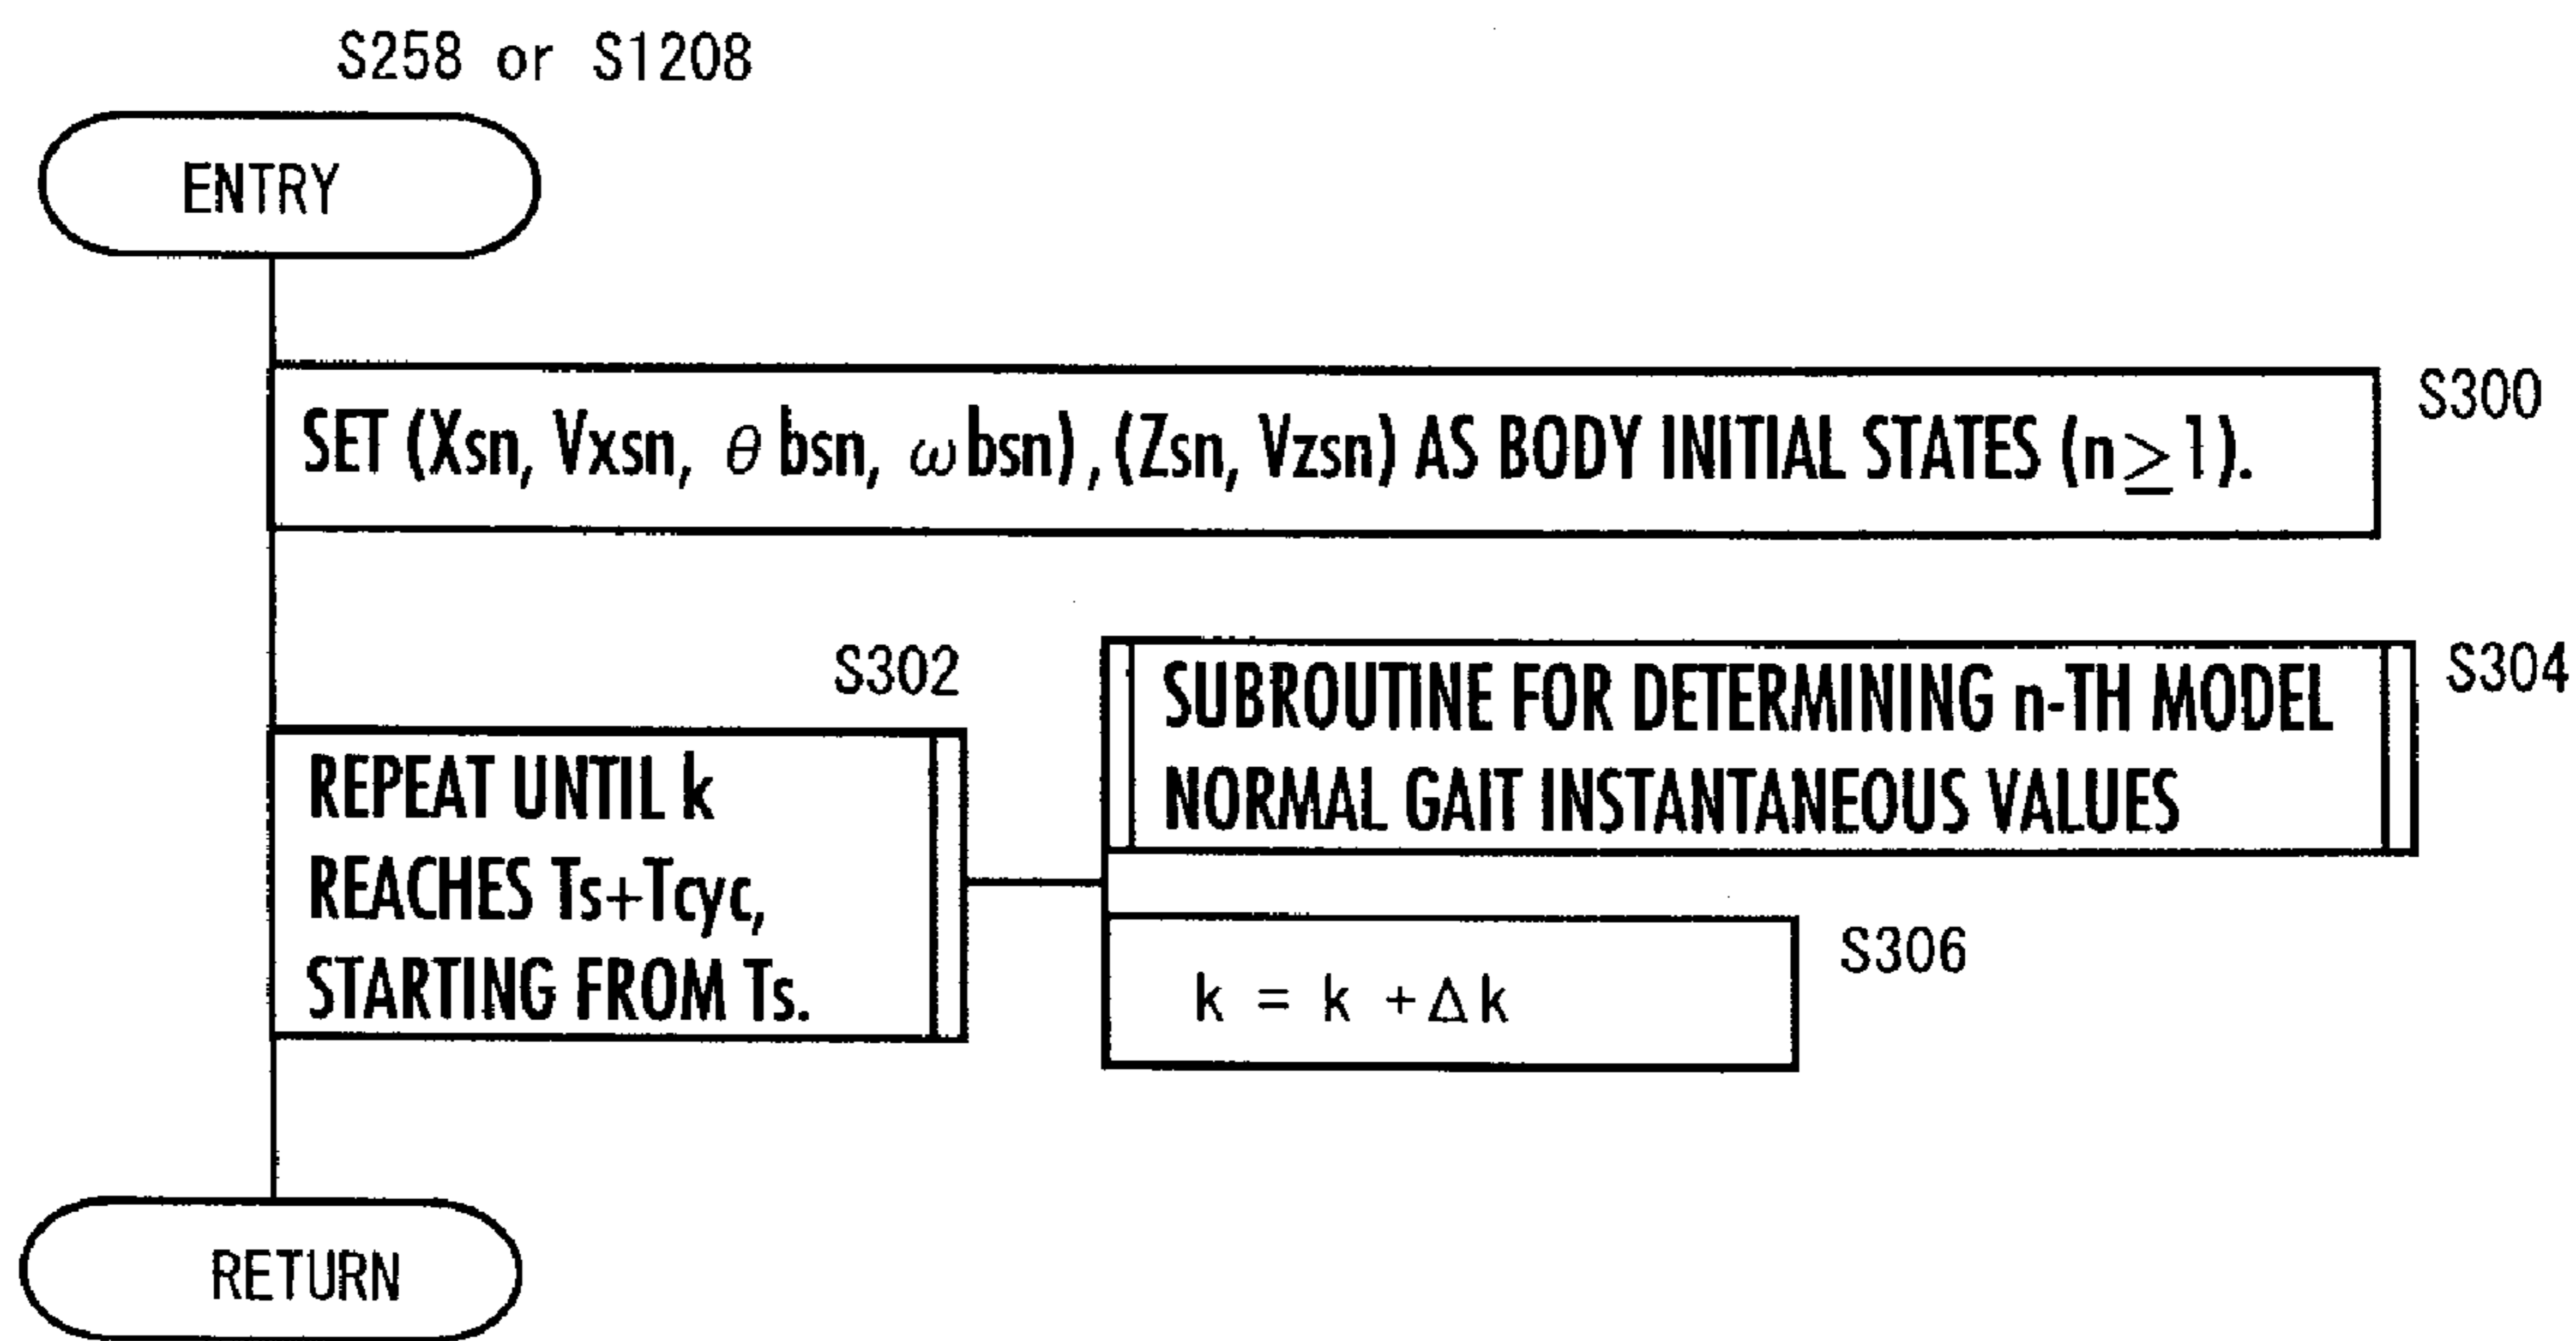 S258 or S1208
ENTRY
S300
SET (Xsn, Vxsn, θbsn, ωbsn), (Zsn, Vzsn) AS BODY INITIAL STATES (n≥1).
S302
REPEAT UNTIL k
REACHES Ts+Tcyc,
STARTING FROM Ts.
S304
SUBROUTINE FOR DETERMINING n-TH MODEL
NORMAL GAIT INSTANTANEOUS VALUES
S306
k = k +Δk
RETURN